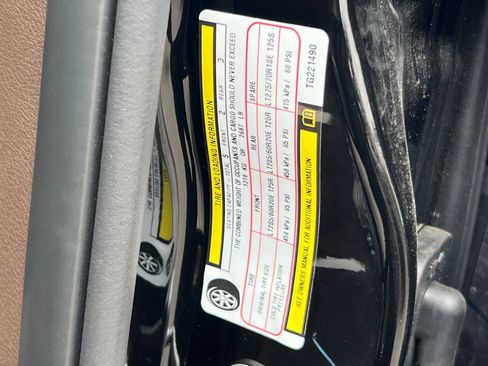 TIRE AND LOADING INFORMATION
SEATING CAPACITY - TOTAL 5 FRONT 2 REAR 3
THE COMBINED WEIGHT OF OCCUPANTS AND CARGO SHOULD NEVER EXCEED
1218 KG OR 2687 LB
FRONT REAR SPARE
ORIGINAL TIRE SIZE LT285/60R20E 125R LT285/60R20E 125R LT275/70R18E 125S
COLD TIRE INFLATION PRESSURE 450 kPa / 65 PSI 450 kPa / 65 PSI 415 kPa / 60 PSI
SEE OWNERS MANUAL FOR ADDITIONAL INFORMATION
TG221490